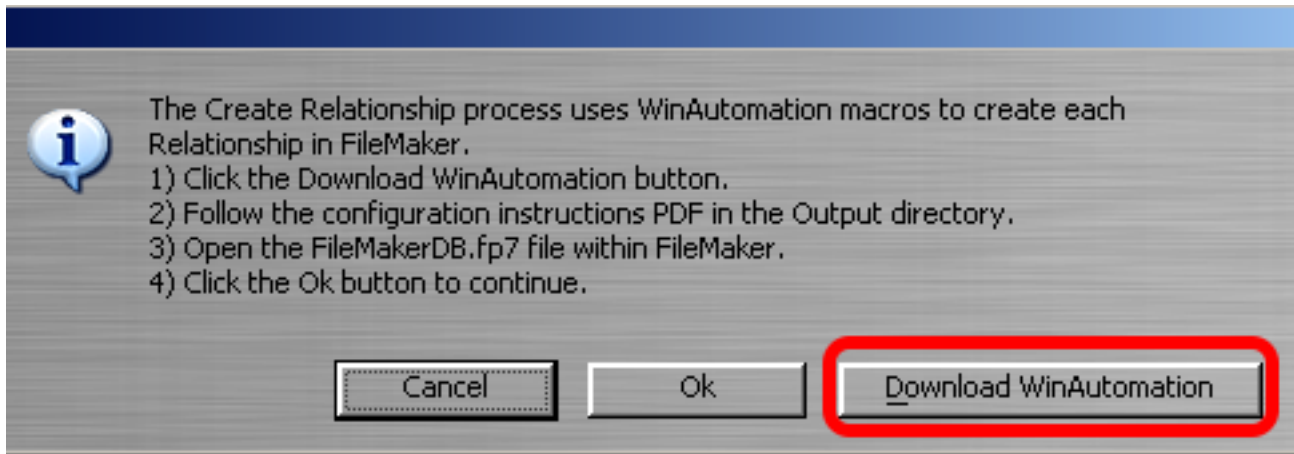 The Create Relationship process uses WinAutomation macros to create each
Relationship in FileMaker.
1) Click the Download WinAutomation button.
2) Follow the configuration instructions PDF in the Output directory.
3) Open the FileMakerDB.fp7 file within FileMaker.
4) Click the Ok button to continue.
Cancel Ok Download WinAutomation